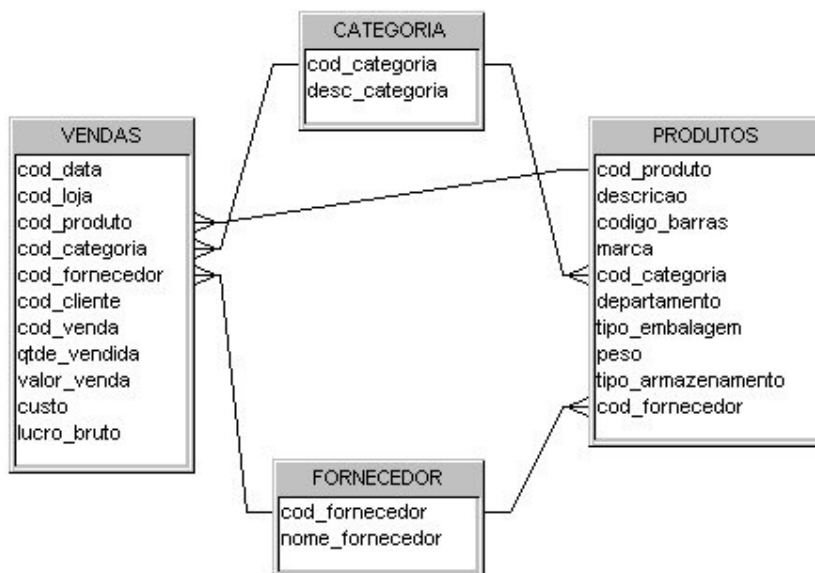 CATEGORIA
cod_categoria
desc_categoria
VENDAS
cod_data
cod_loja
cod_produto
cod_categoria
cod_fornecedor
cod_cliente
cod_venda
qtde_vendida
valor_venda
custo
lucro_bruto
PRODUTOS
cod_produto
descricao
codigo_barras
marca
cod_categoria
departamento
tipo_embalagem
peso
tipo_armazenamento
cod_fornecedor
FORNECEDOR
cod_fornecedor
nome_fornecedor